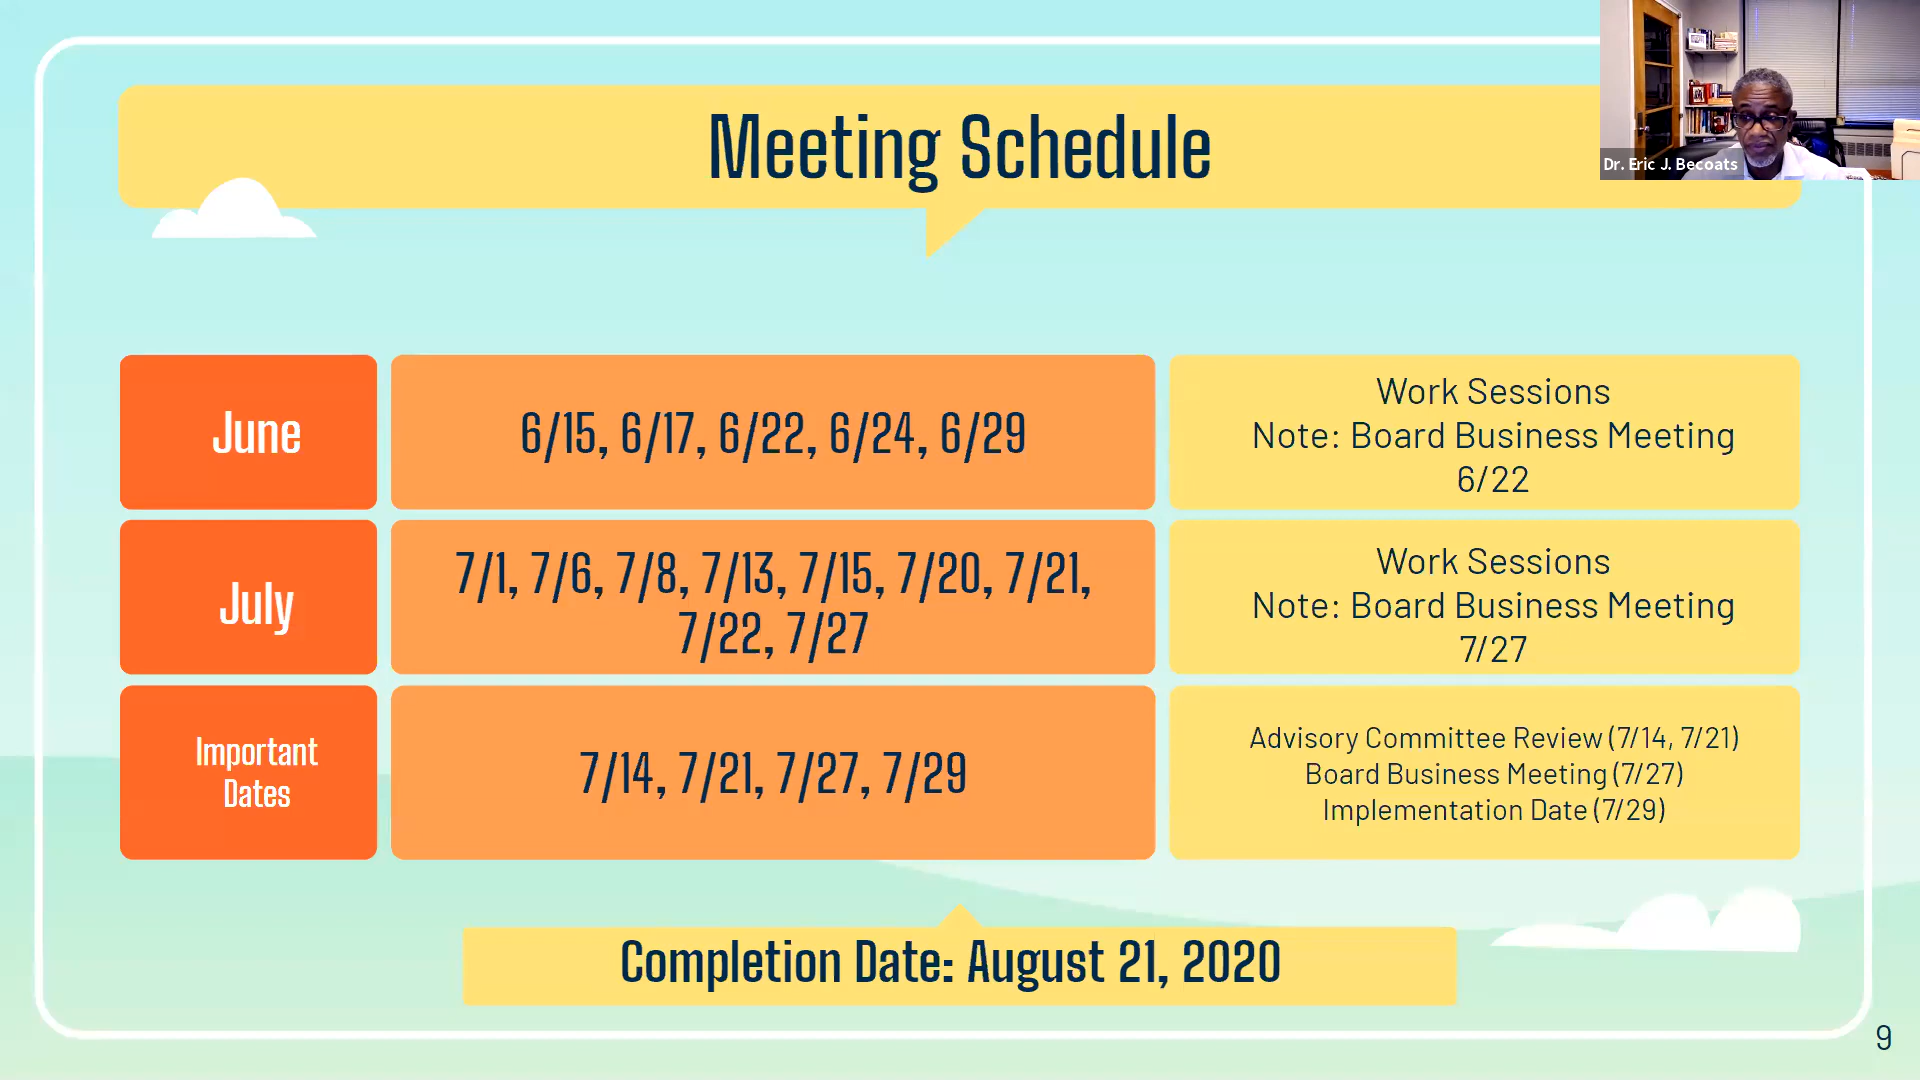 Meeting Schedule
Dr. Eric J. Becoats
June
6/15, 6/17, 6/22, 6/24, 6/29
Work Sessions
Note: Board Business Meeting
6/22
July
7/1, 7/6, 7/8, 7/13, 7/15, 7/20, 7/21,
7/22, 7/27
Work Sessions
Note: Board Business Meeting
7/27
Important
Dates
7/14, 7/21, 7/27, 7/29
Advisory Committee Review (7/14, 7/21)
Board Business Meeting (7/27)
Implementation Date (7/29)
Completion Date: August 21, 2020
9